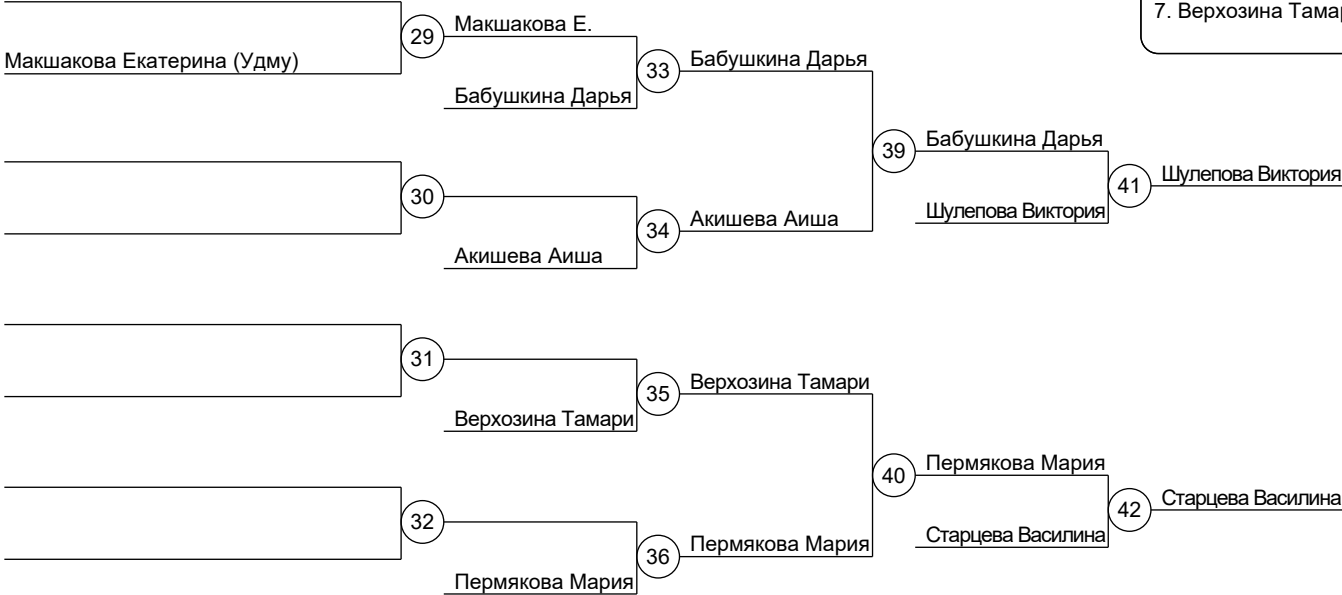 7. Верхозина Тамар
29
Макшакова Е.
Макшакова Екатерина (Удму)
33
Бабушкина Дарья
Бабушкина Дарья
39
Бабушкина Дарья
41
Шулепова Виктория
30
Шулепова Виктория
34
Акишева Аиша
Акишева Аиша
31
35
Верхозина Тамари
Верхозина Тамари
40
Пермякова Мария
42
Старцева Василина
32
Старцева Василина
36
Пермякова Мария
Пермякова Мария